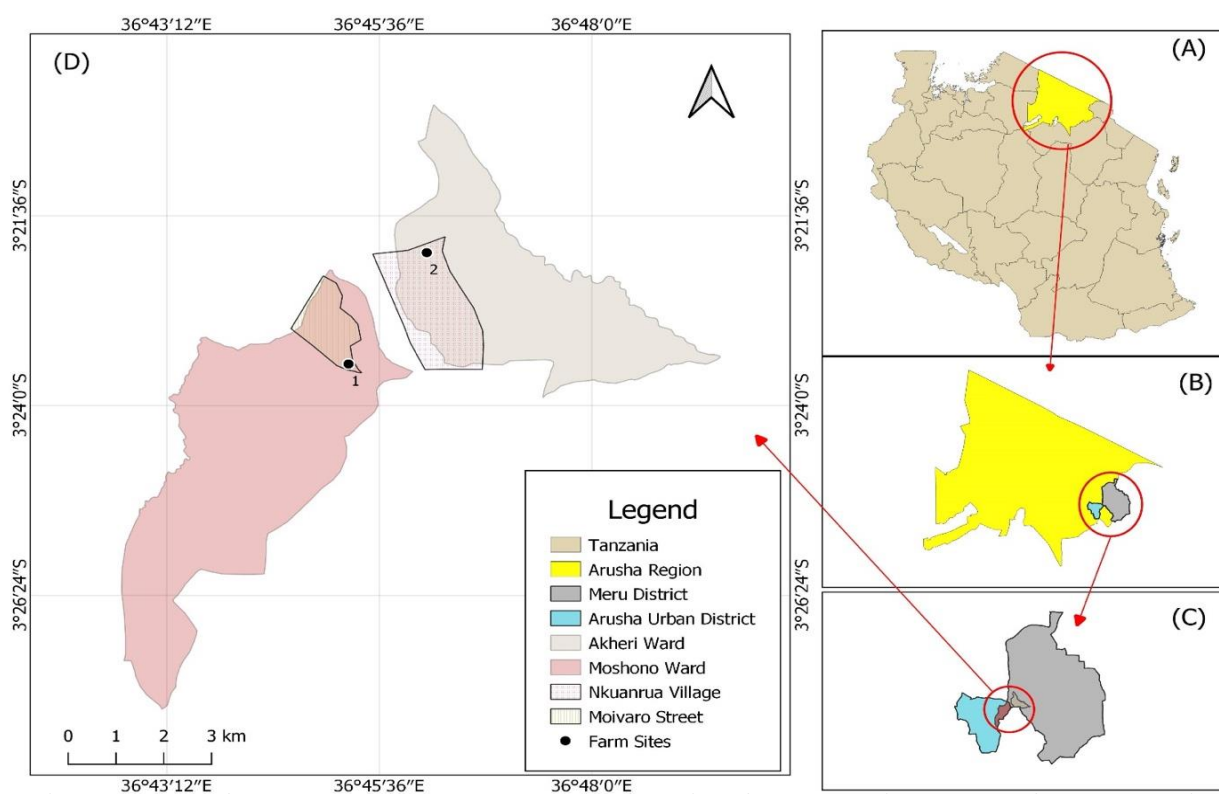 36°43'12"E 36°45'36"E 36°48'0"E
(D)
3°21'36"S
3°24'0"S
3°26'24"S
2
1
Legend
Tanzania
Arusha Region
Meru District
Arusha Urban District
Akheri Ward
Moshono Ward
Nkuanrua Village
Moivaro Street
Farm Sites
0 1 2 3 km
36°43'12"E 36°45'36"E 36°48'0"E
3°21'36"S
3°24'0"S
3°26'24"S
(A)
(B)
(C)